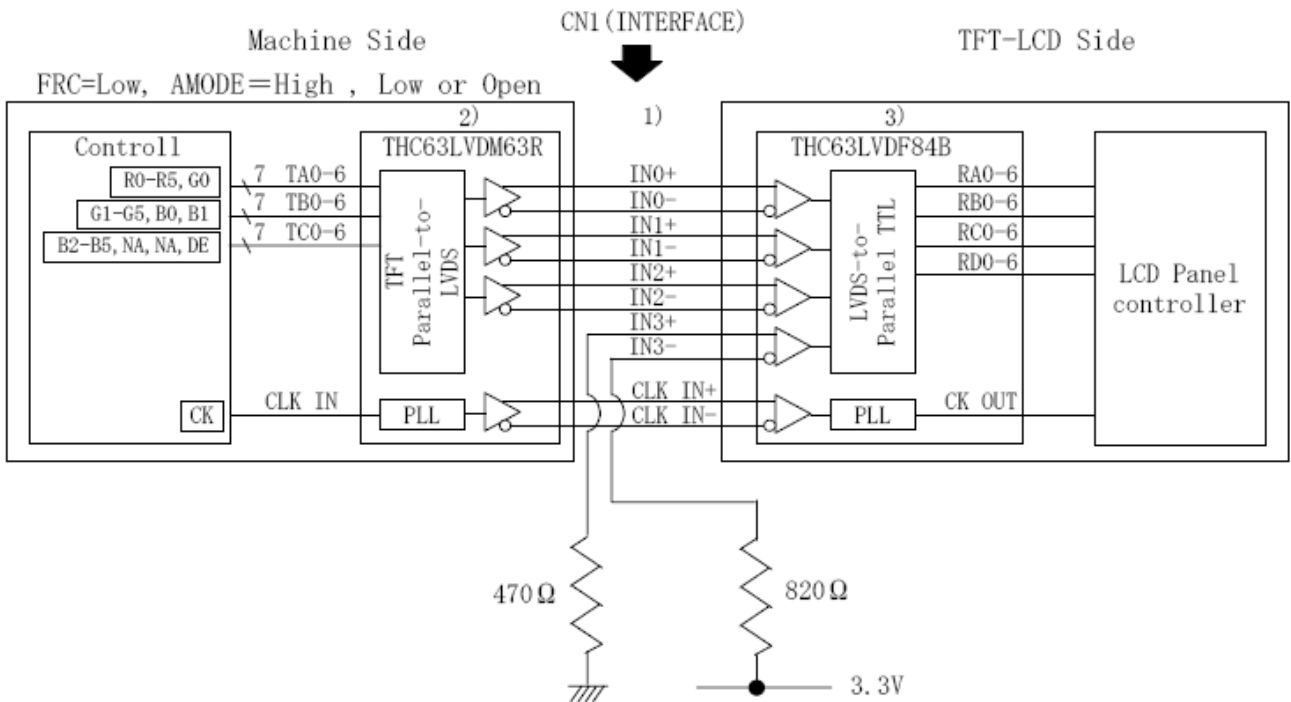 CN1(INTERFACE)
Machine Side
TFT-LCD Side
FRC=Low, AMODE=High , Low or Open
2)
1)
3)
Controll
THC63LVDM63R
THC63LVDF84B
R0-R5, G0
7 TA0-6
IN0+
RA0-6
IN0-
G1-G5, B0, B1
7 TB0-6
IN1+
RB0-6
B2-B5, NA, NA, DE
7 TC0-6
IN1-
RC0-6
IN2+
RD0-6
IN2-
TFT
Parallel-to-
LVDS
LVDS-to-
Parallel TTL
LCD Panel
controller
IN3+
IN3-
CK
CLK IN
PLL
CLK IN+
CLK IN-
PLL
CK OUT
470Ω
820Ω
3.3V